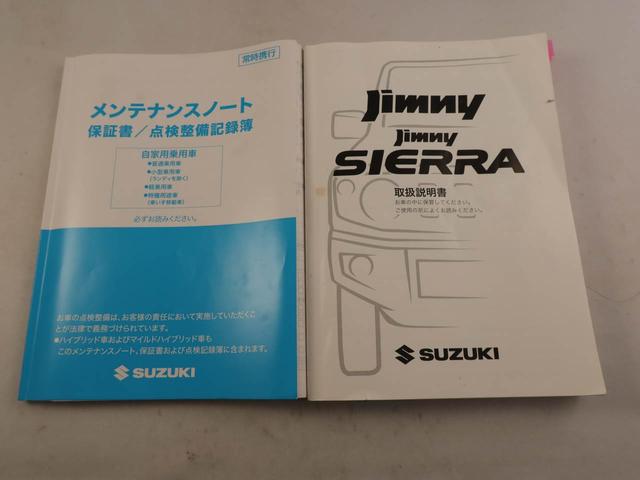 常時携行
メンテナンスノート
保証書／点検整備記録簿
自家用乗用車
●普通乗用車
●小型乗用車
(ランディを除く)
●軽乗用車
●特種用途車
(車いす移動車)
必ずお読みください。
お車の点検整備は、お客様の責任において実施していただくこ
とが法律で義務づけられています。
●ハイブリッド車およびマイルドハイブリッド車も
このメンテナンスノート、保証書および点検記録簿に含まれます。
SUZUKI
Jimny
Jimny
SIERRA
取扱説明書
お車の中に保管してください。
ご使用の前によくお読みください。
SUZUKI